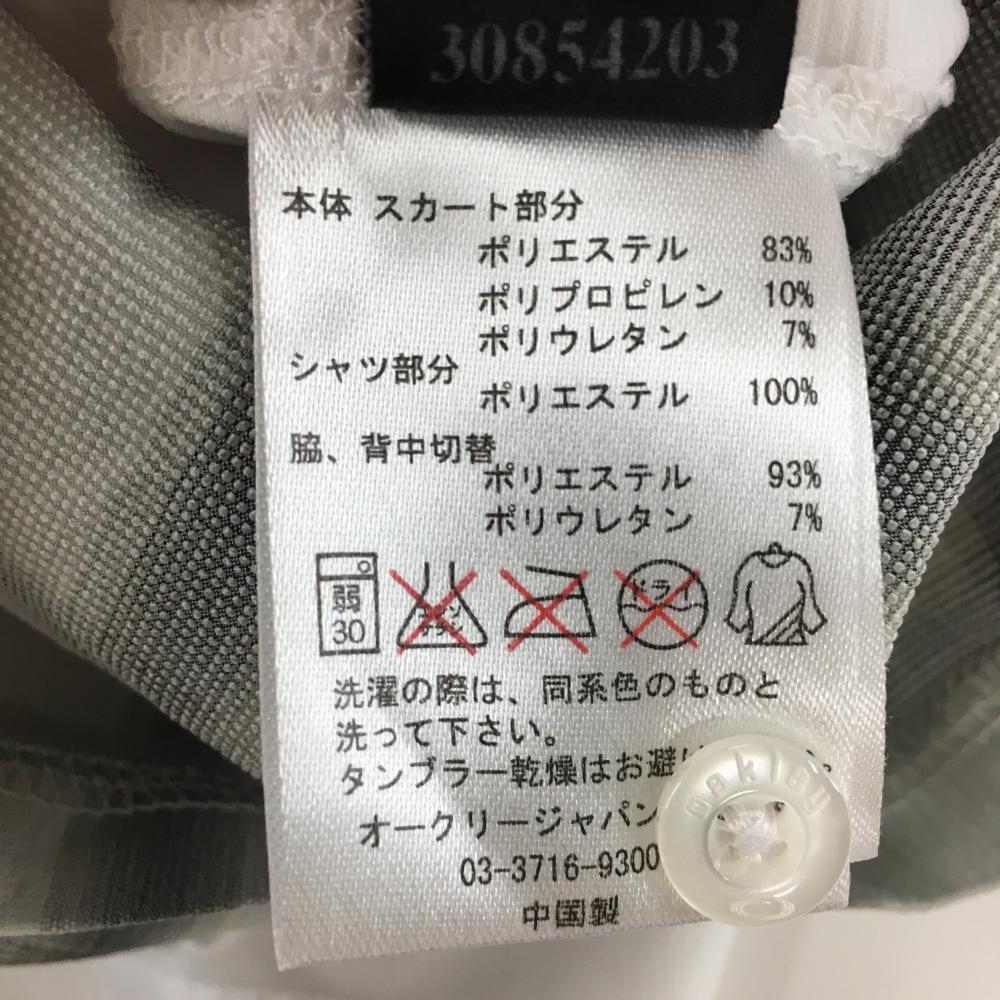 30854203
本体 スカート部分
ポリエステル 83%
ポリプロピレン 10%
ポリウレタン 7%
シャツ部分
ポリエステル 100%
脇、背中切替
ポリエステル 93%
ポリウレタン 7%
弱
30
ドライ
洗濯の際は、同系色のものと
洗って下さい。
タンブラー乾燥はお避け
オークリージャパン
03-3716-9300
中国製
oakley